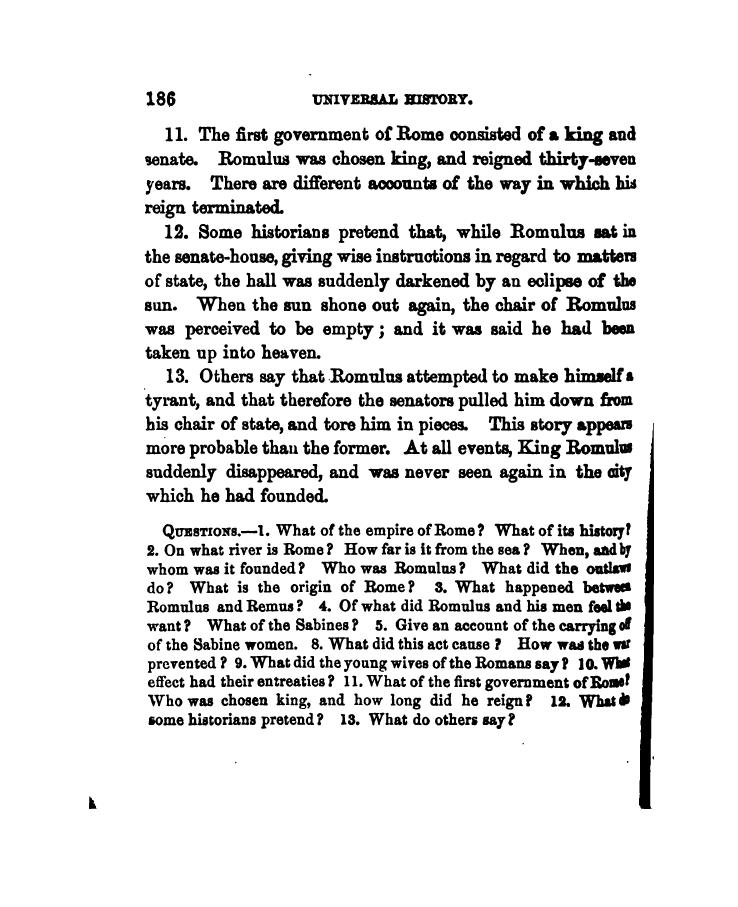 186 UNIVERSAL HISTORY.
11. The first government of Rome consisted of a king and
senate. Romulus was chosen king, and reigned thirty-seven
years. There are different accounts of the way in which his
reign terminated.
12. Some historians pretend that, while Romulus sat in
the senate-house, giving wise instructions in regard to matters
of state, the hall was suddenly darkened by an eclipse of the
sun. When the sun shone out again, the chair of Romulus
was perceived to be empty; and it was said he had been
taken up into heaven.
13. Others say that Romulus attempted to make himself a
tyrant, and that therefore the senators pulled him down from
his chair of state, and tore him in pieces. This story appears
more probable than the former. At all events, King Romulus
suddenly disappeared, and was never seen again in the city
which he had founded.
QUESTIONS.—1. What of the empire of Rome? What of its history?
2. On what river is Rome? How far is it from the sea? When, and by
whom was it founded? Who was Romulus? What did the outlaws
do? What is the origin of Rome? 3. What happened between
Romulus and Remus? 4. Of what did Romulus and his men feel the
want? What of the Sabines? 5. Give an account of the carrying off
of the Sabine women. 8. What did this act cause? How was the war
prevented? 9. What did the young wives of the Romans say? 10. What
effect had their entreaties? 11. What of the first government of Rome?
Who was chosen king, and how long did he reign? 12. What do
some historians pretend? 13. What do others say?